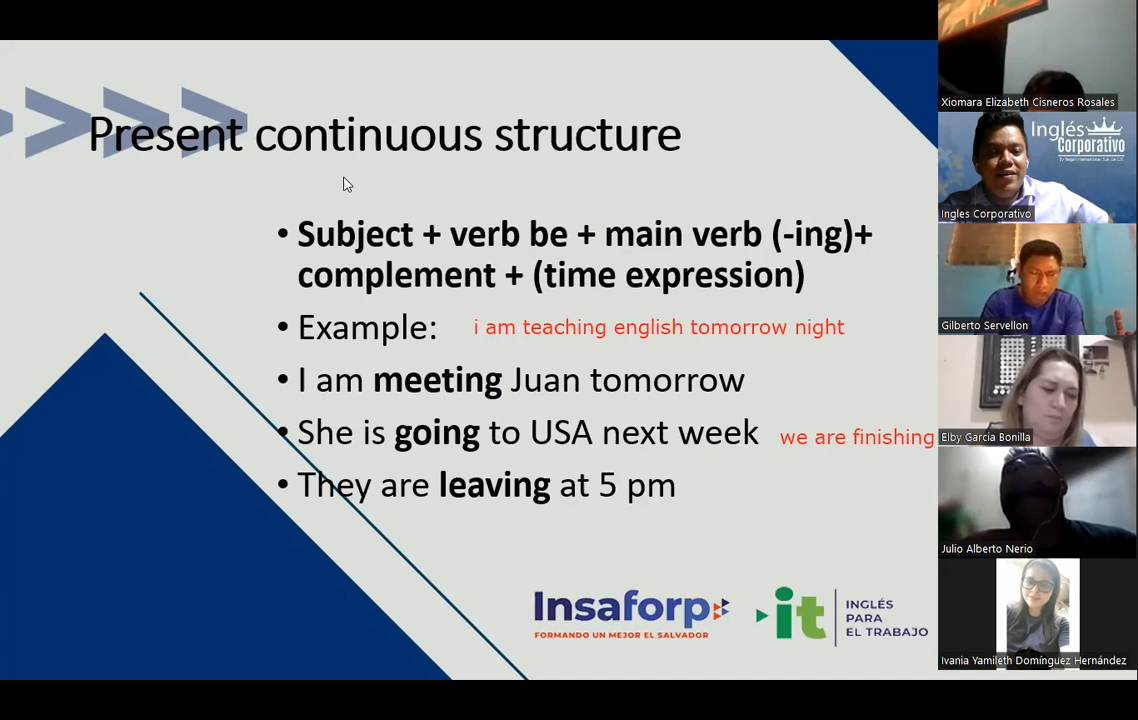 Present continuous structure
• Subject + verb be + main verb (-ing)+
complement + (time expression)
• Example:
i am teaching english tomorrow night
• I am meeting Juan tomorrow
• She is going to USA next week
we are finishing
• They are leaving at 5 pm
Insaforp
FORMANDO UN MEJOR EL SALVADOR
it
INGLÉS
PARA
EL TRABAJO
Xiomara Elizabeth Cisneros Rosales
Inglés
Corporativo
Ingles Corporativo
Gilberto Servellon
Elby Garcia Bonilla
Julio Alberto Nerio
Ivania Yamileth Domínguez Hernández